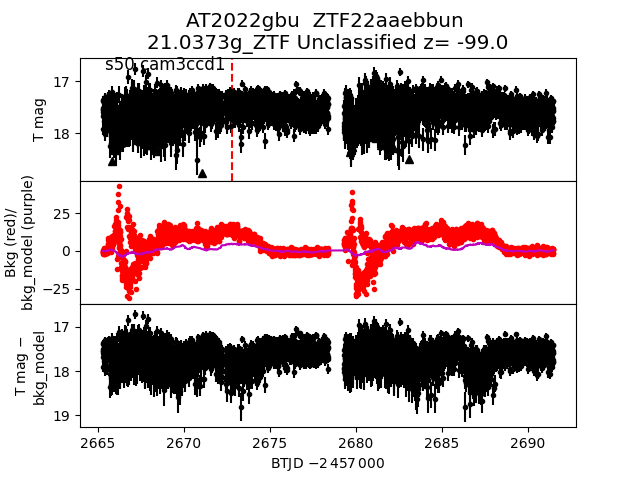 AT2022gbu  ZTF22aaebbun
21.0373g_ZTF Unclassified z= -99.0
s50 cam3ccd1
17
18
T mag
25
0
−25
Bkg (red)/
bkg_model (purple)
17
18
19
T mag −
bkg_model
2665 2670 2675 2680 2685 2690
BTJD −2 457 000